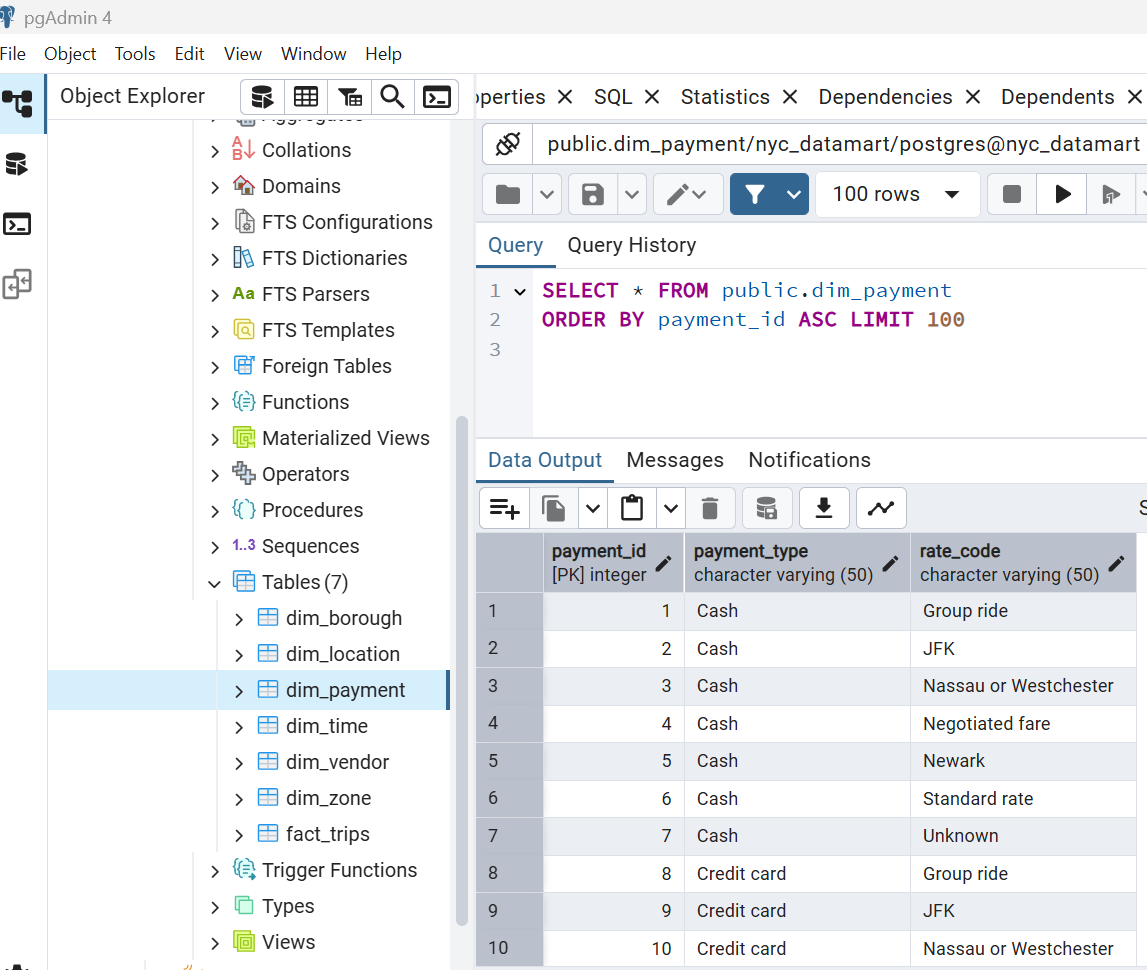 pgAdmin 4
File Object Tools Edit View Window Help
Object Explorer
operties SQL Statistics Dependencies Dependents
public.dim_payment/nyc_datamart/postgres@nyc_datamart
100 rows
Query Query History
1 SELECT * FROM public.dim_payment
2 ORDER BY payment_id ASC LIMIT 100
3
Aggregates
Collations
Domains
FTS Configurations
FTS Dictionaries
Aa FTS Parsers
FTS Templates
Foreign Tables
Functions
Materialized Views
Operators
Procedures
1..3 Sequences
Tables (7)
dim_borough
dim_location
dim_payment
dim_time
dim_vendor
dim_zone
fact_trips
Trigger Functions
Types
Views
Data Output Messages Notifications
payment_id payment_type rate_code
[PK] integer character varying (50) character varying (50)
1 1 Cash Group ride
2 2 Cash JFK
3 3 Cash Nassau or Westchester
4 4 Cash Negotiated fare
5 5 Cash Newark
6 6 Cash Standard rate
7 7 Cash Unknown
8 8 Credit card Group ride
9 9 Credit card JFK
10 10 Credit card Nassau or Westchester